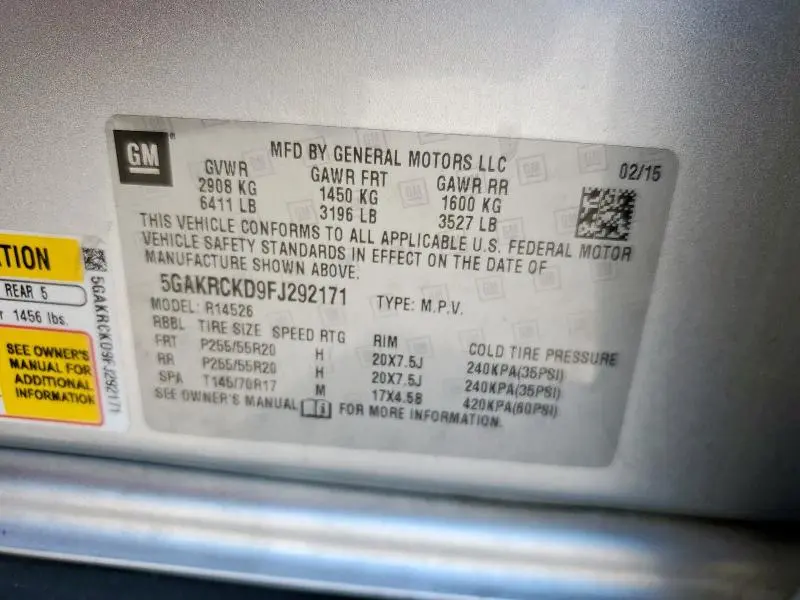 GM
MFD BY GENERAL MOTORS LLC
02/15
GVWR GAWR FRT GAWR RR
2908 KG 1450 KG 1600 KG
6411 LB 3196 LB 3527 LB
THIS VEHICLE CONFORMS TO ALL APPLICABLE U.S. FEDERAL MOTOR
VEHICLE SAFETY STANDARDS IN EFFECT ON THE DATE OF
MANUFACTURE SHOWN ABOVE.
5GAKRCKD9FJ292171 TYPE: M.P.V.
MODEL: R14526
RBBL TIRE SIZE SPEED RTG RIM COLD TIRE PRESSURE
FRT P255/55R20 H 20X7.5J 240KPA(35PSI)
RR P255/55R20 H 20X7.5J 240KPA(35PSI)
SPA T145/70R17 M 17X4.5B 420KPA(60PSI)
SEE OWNER'S MANUAL FOR MORE INFORMATION.
TION
REAR 5
r 1456 lbs.
SEE OWNER'S
MANUAL FOR
ADDITIONAL
INFORMATION
5GAKRCKD9FJ292171